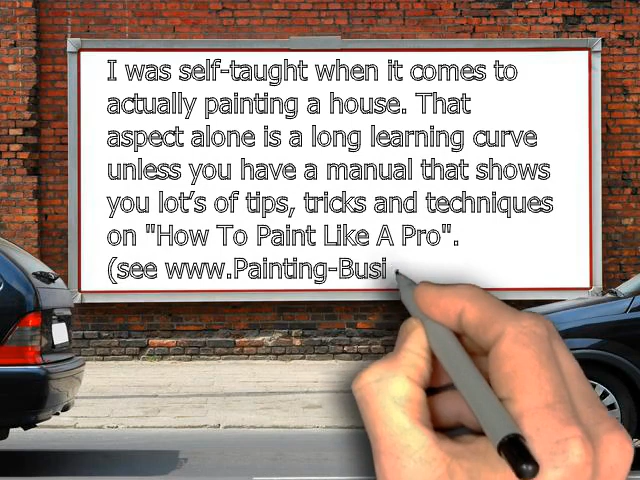 I was self-taught when it comes to
actually painting a house. That
aspect alone is a long learning curve
unless you have a manual that shows
you lot’s of tips, tricks and techniques
on "How To Paint Like A Pro".
(see www.Painting-Busi